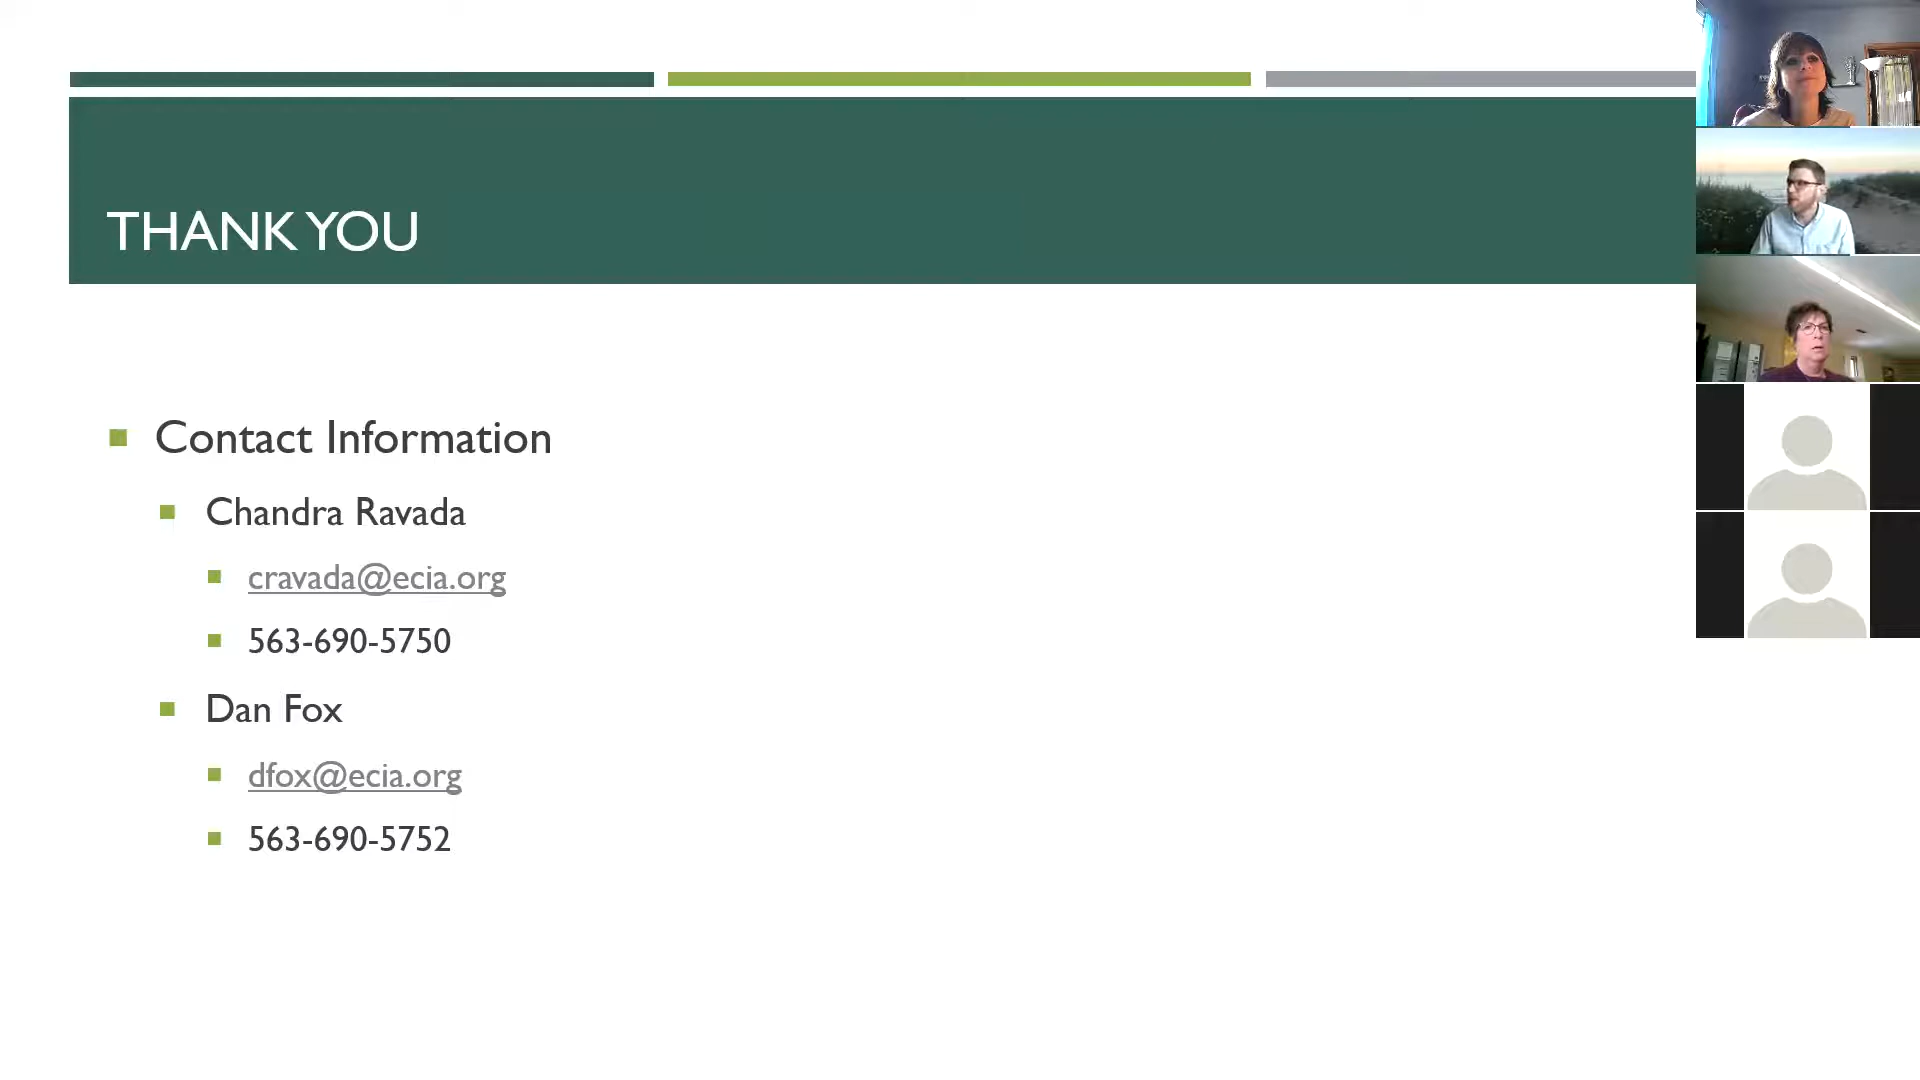 THANK YOU
Contact Information
Chandra Ravada
cravada@ecia.org
563-690-5750
Dan Fox
dfox@ecia.org
563-690-5752